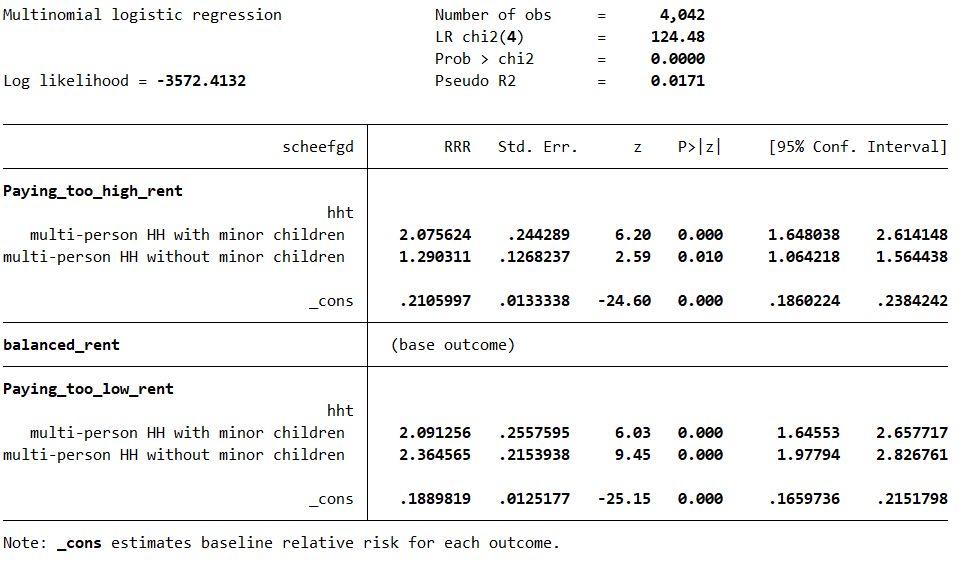 Multinomial logistic regression Number of obs = 4,042
LR chi2(4) = 124.48
Prob > chi2 = 0.0000
Log likelihood = -3572.4132 Pseudo R2 = 0.0171
scheefgd RRR Std. Err. z P>|z| [95% Conf. Interval]
Paying_too_high_rent
hht
multi-person HH with minor children 2.075624 .244289 6.20 0.000 1.648038 2.614148
multi-person HH without minor children 1.290311 .1268237 2.59 0.010 1.064218 1.564438
_cons .2105997 .0133338 -24.60 0.000 .1860224 .2384242
balanced_rent (base outcome)
Paying_too_low_rent
hht
multi-person HH with minor children 2.091256 .2557595 6.03 0.000 1.64553 2.657717
multi-person HH without minor children 2.364565 .2153938 9.45 0.000 1.97794 2.826761
_cons .1889819 .0125177 -25.15 0.000 .1659736 .2151798
Note: _cons estimates baseline relative risk for each outcome.